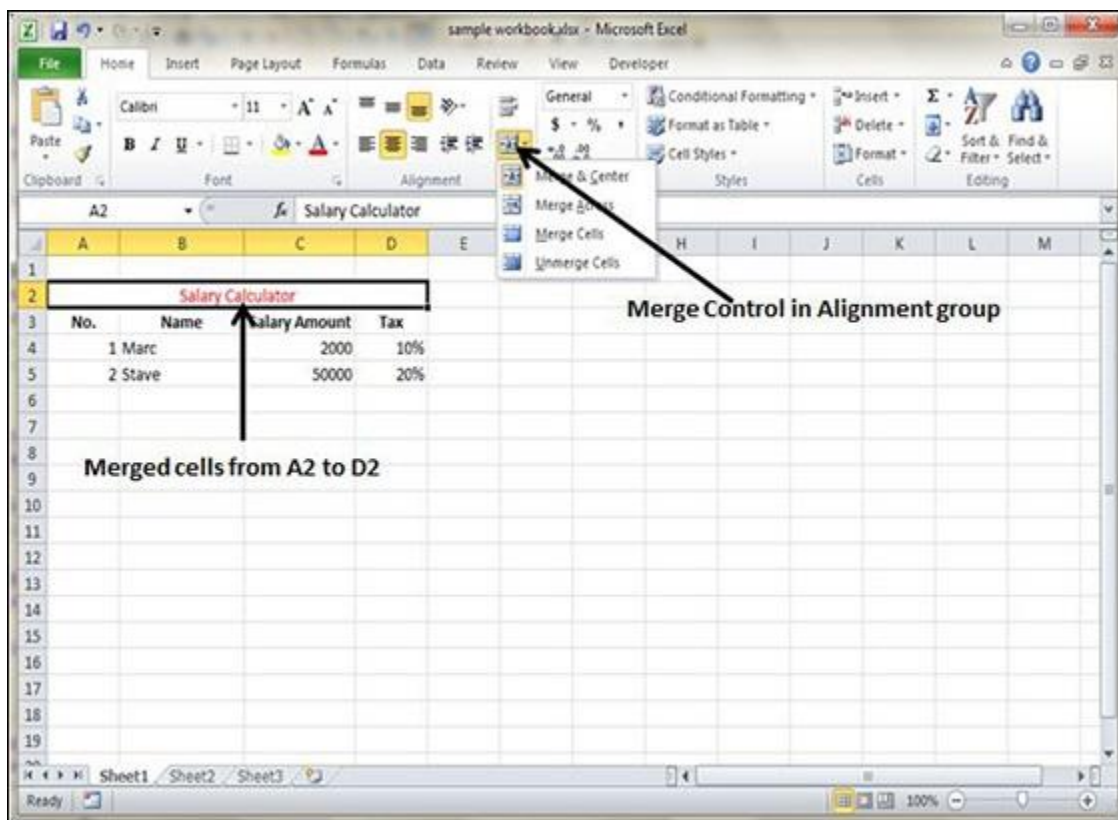 sample workbook.xlsx - Microsoft Excel
File Home Insert Page Layout Formulas Data Review View Developer
Paste
Calibri 11 A A
B I U A
General
$ % ,
Conditional Formatting
Format as Table
Cell Styles
Insert
Delete
Format
Σ
Sort & Filter
Find & Select
Clipboard Font Alignment Styles Cells Editing
Merge & Center
Merge Across
Merge Cells
Unmerge Cells
A2 fx Salary Calculator
A B C D E H I J K L M
1
2 Salary Calculator
3 No. Name Salary Amount Tax
4 1 Marc 2000 10%
5 2 Stave 50000 20%
6
7
8
9
10
11
12
13
14
15
16
17
18
19
Merge Control in Alignment group
Merged cells from A2 to D2
Sheet1 Sheet2 Sheet3
Ready 100%